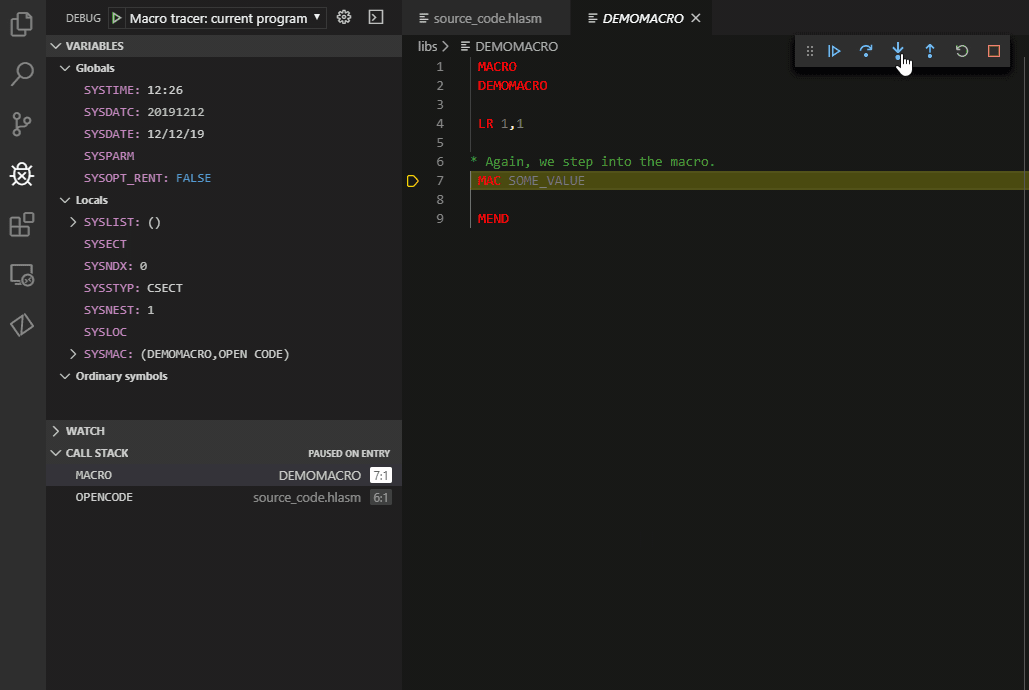 DEBUG Macro tracer: current program
VARIABLES
Globals
SYSTIME: 12:26
SYSDATC: 20191212
SYSDATE: 12/12/19
SYSPARM
SYSOPT_RENT: FALSE
Locals
SYSLIST: ()
SYSECT
SYSNDX: 0
SYSSTYP: CSECT
SYSNEST: 1
SYSLOC
SYSMAC: (DEMOMACRO,OPEN CODE)
Ordinary symbols
WATCH
CALL STACK PAUSED ON ENTRY
MACRO DEMOMACRO 7:1
OPENCODE source_code.hlasm 6:1
source_code.hlasm DEMOMACRO
libs > DEMOMACRO
1 MACRO
2 DEMOMACRO
3
4 LR 1,1
5
6 * Again, we step into the macro.
7 MAC SOME_VALUE
8
9 MEND